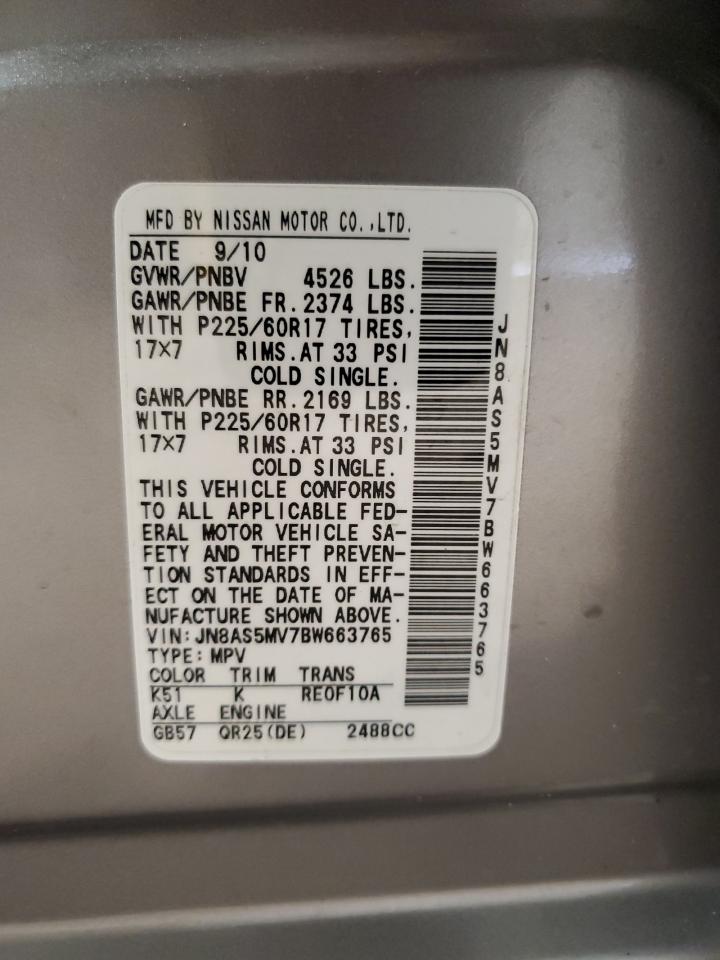 MFD BY NISSAN MOTOR CO.,LTD.
DATE 9/10
GVWR/PNBV 4526 LBS.
GAWR/PNBE FR. 2374 LBS.
WITH P225/60R17 TIRES,
17×7 RIMS.AT 33 PSI
COLD SINGLE.
GAWR/PNBE RR. 2169 LBS.
WITH P225/60R17 TIRES,
17×7 RIMS.AT 33 PSI
COLD SINGLE.
THIS VEHICLE CONFORMS
TO ALL APPLICABLE FED-
ERAL MOTOR VEHICLE SA-
FETY AND THEFT PREVEN-
TION STANDARDS IN EFF-
ECT ON THE DATE OF MA-
NUFACTURE SHOWN ABOVE.
VIN:JN8AS5MV7BW663765
TYPE:MPV
COLOR TRIM TRANS
K51 K RE0F10A
AXLE ENGINE
GB57 QR25(DE) 2488CC
JN8AS5MV7BW663765